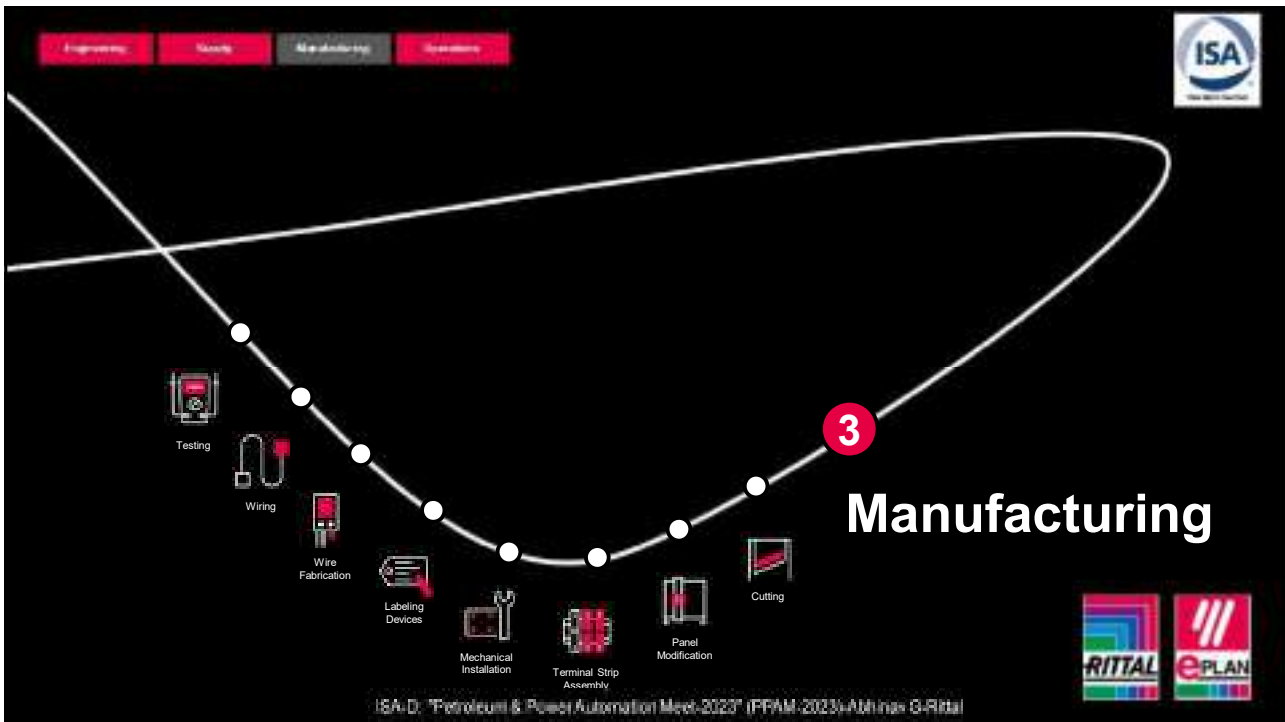 Engineering
Supply
Manufacturing
Operations
ISA
3
Manufacturing
Testing
Wiring
Wire
Fabrication
Labeling
Devices
Mechanical
Installation
Terminal Strip
Assembly
Panel
Modification
Cutting
RITTAL
ePLAN
ISA-D: "Petroleum & Power Automation Meet-2023" (PPAM-2023)-Abhinav G-Rittal